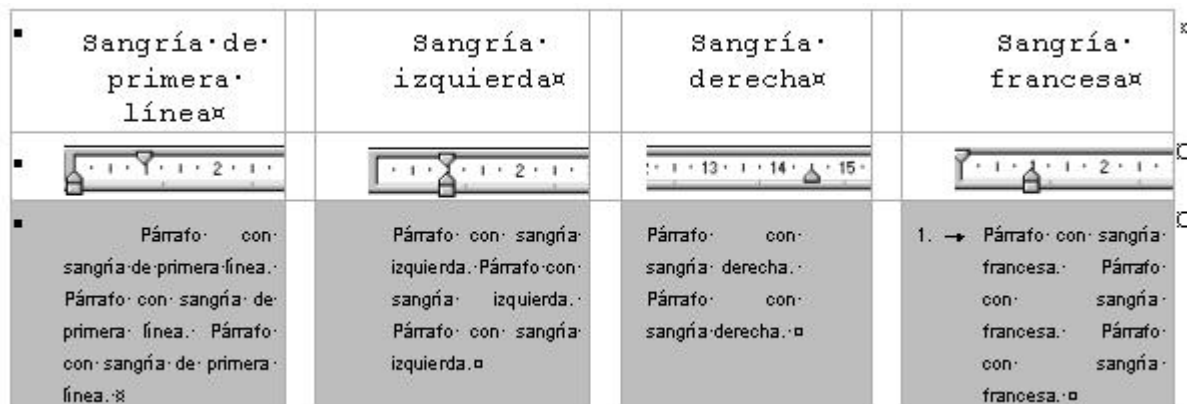 Sangría de
primera
línea
Sangría
izquierda
Sangría
derecha
Sangría
francesa
1 2
1 2
13 14 15
1 2
Párrafo con
sangría de primera línea.
Párrafo con sangría de
primera línea. Párrafo
con sangría de primera
línea.
Párrafo con sangría
izquierda. Párrafo con
sangría izquierda.
Párrafo con sangría
izquierda.
Párrafo con
sangría derecha.
Párrafo con
sangría derecha.
1. → Párrafo con sangría
francesa. Párrafo
con sangría
francesa. Párrafo
con sangría
francesa.